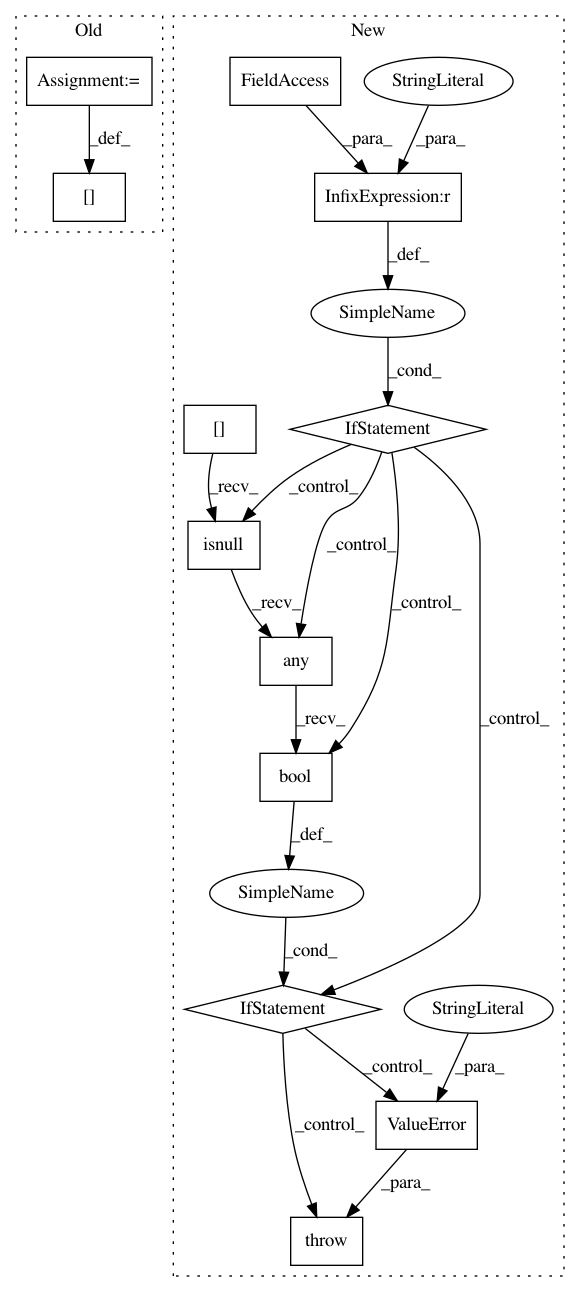 Old
New
Assignment:=
FieldAccess
StringLiteral
_def_
_para_
_para_
[]
InfixExpression:r
_def_
SimpleName
_cond_
[]
IfStatement
_recv_
_control_
isnull
_control_
_control_
_recv_
any
_control_
_recv_
bool
_def_
SimpleName
_cond_
IfStatement
StringLiteral
_control_
_para_
_control_
ValueError
_para_
throw